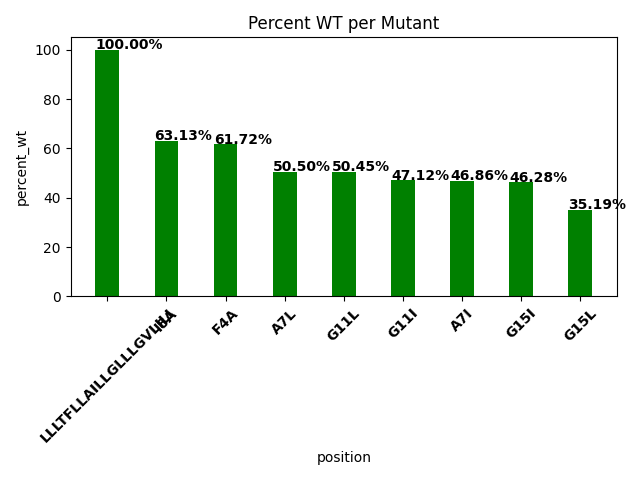 Percent WT per Mutant
percent_wt
100
80
60
40
20
0
100.00%
63.13%
61.72%
50.50%
50.45%
47.12%
46.86%
46.28%
35.19%
I8A
F4A
A7L
G11L
G11I
A7I
G15I
G15L
position